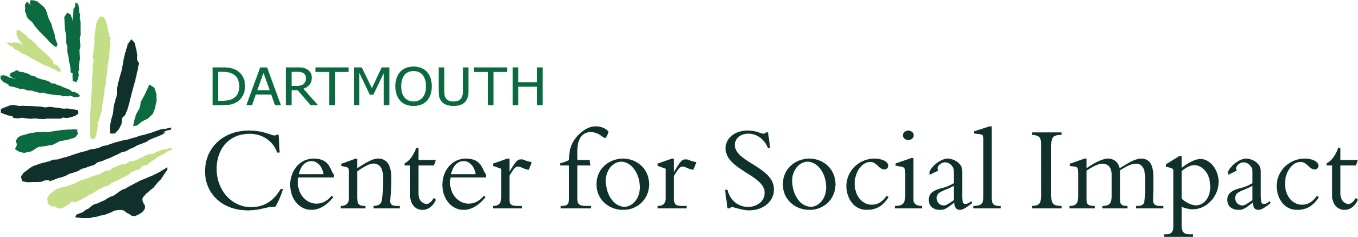 DARTMOUTH
Center for Social Impact